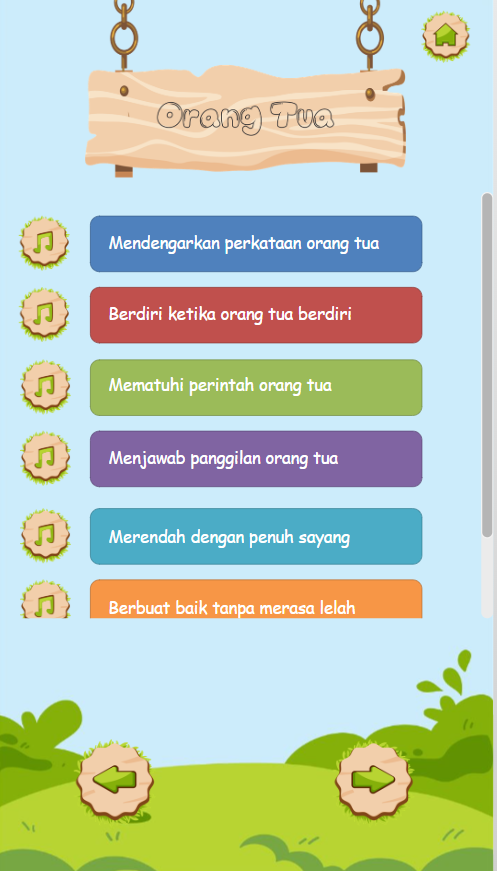 Orang Tua
Mendengarkan perkataan orang tua
Berdiri ketika orang tua berdiri
Mematuhi perintah orang tua
Menjawab panggilan orang tua
Merendah dengan penuh sayang
Berbuat baik tanpa merasa lelah